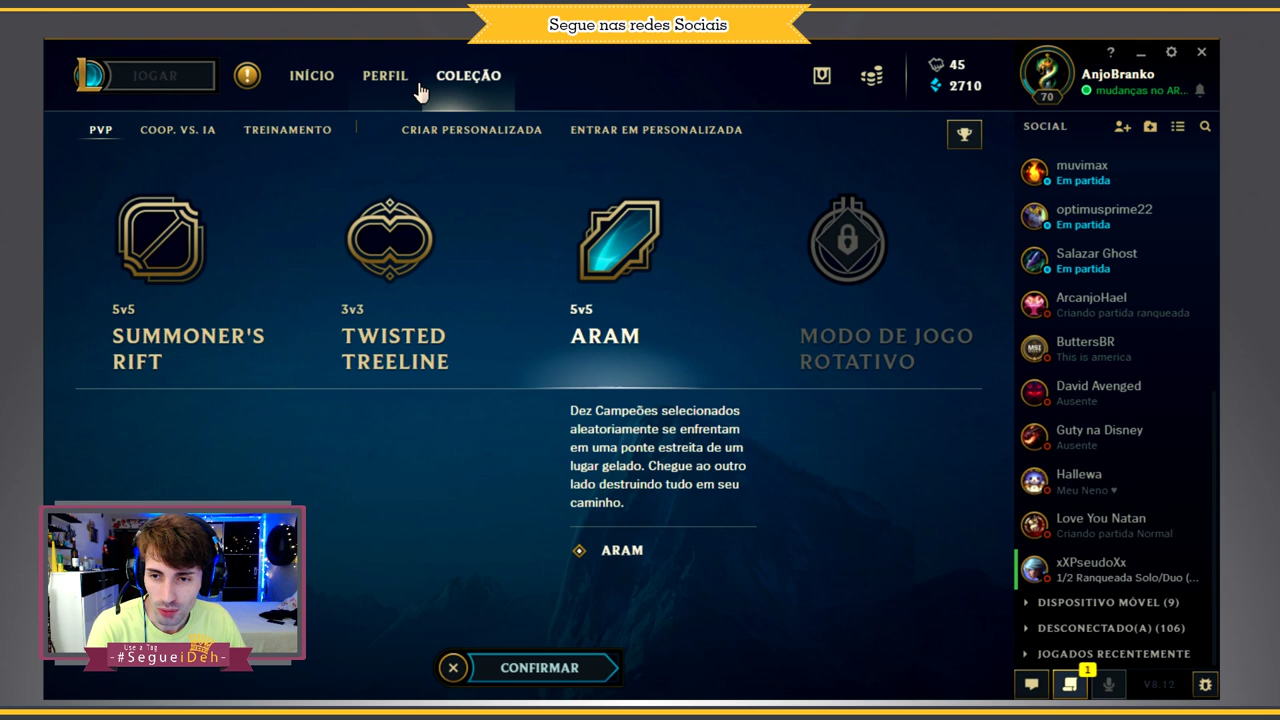 Segue nas redes Sociais
JOGAR
INÍCIO
PERFIL
COLEÇÃO
45
2710
?
AnjoBranko
mudanças no AR...
70
PVP
COOP. VS. IA
TREINAMENTO
CRIAR PERSONALIZADA
ENTRAR EM PERSONALIZADA
SOCIAL
5v5
SUMMONER'S
RIFT
3v3
TWISTED
TREELINE
5v5
ARAM
MODO DE JOGO
ROTATIVO
Dez Campeões selecionados
aleatoriamente se enfrentam
em uma ponte estreita de um
lugar gelado. Chegue ao outro
lado destruindo tudo em seu
caminho.
ARAM
CONFIRMAR
muvimax
Em partida
optimusprime22
Em partida
Salazar Ghost
Em partida
ArcanjoHael
Criando partida ranqueada
ButtersBR
This is america
David Avenged
Ausente
Guty na Disney
Ausente
Hallewa
Meu Neno ♥
Love You Natan
Criando partida Normal
xXPseudoXx
1/2 Ranqueada Solo/Duo (...
DISPOSITIVO MÓVEL (9)
DESCONECTADO(A) (106)
JOGADOS RECENTEMENTE
1
V8.12
Use a Tag
-#SegueiDeh-